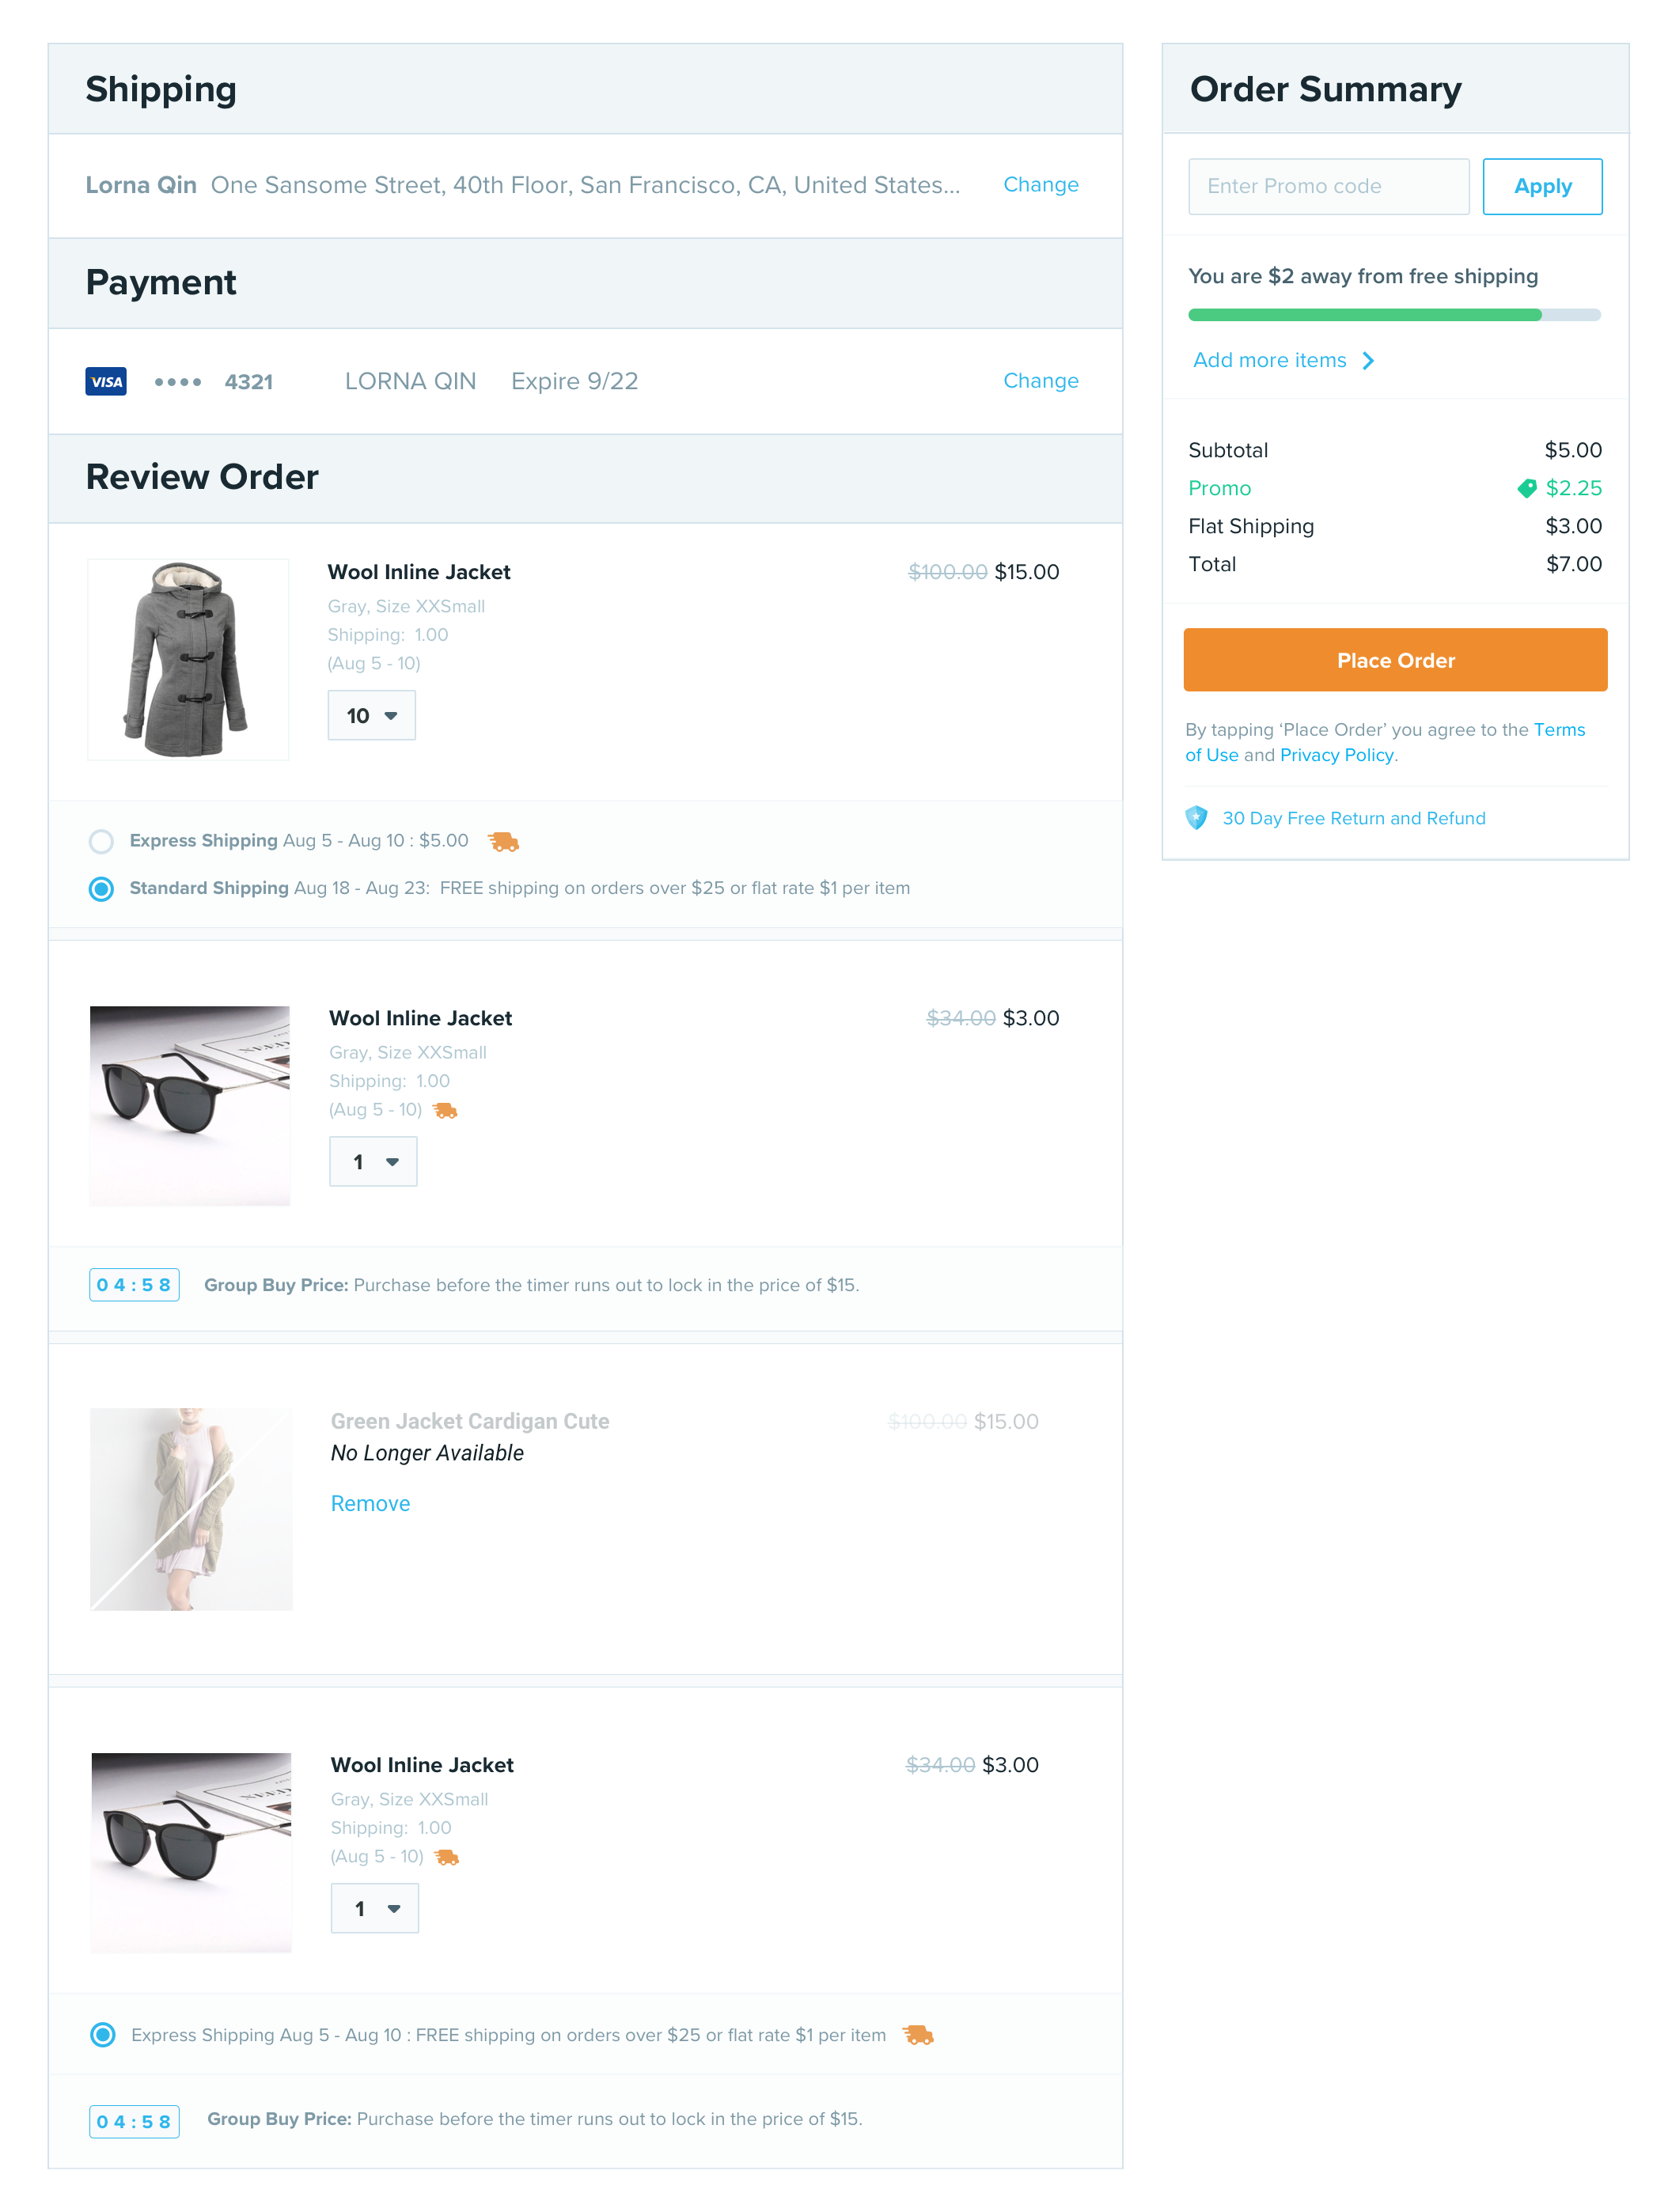 Shipping
Lorna Qin One Sansome Street, 40th Floor, San Francisco, CA, United States... Change
Payment
VISA •••• 4321 LORNA QIN Expire 9/22 Change
Review Order
Wool Inline Jacket $100.00 $15.00
Gray, Size XXSmall
Shipping: 1.00
(Aug 5 - 10)
10
Express Shipping Aug 5 - Aug 10 : $5.00
Standard Shipping Aug 18 - Aug 23: FREE shipping on orders over $25 or flat rate $1 per item
Wool Inline Jacket $34.00 $3.00
Gray, Size XXSmall
Shipping: 1.00
(Aug 5 - 10)
1
04:58 Group Buy Price: Purchase before the timer runs out to lock in the price of $15.
Green Jacket Cardigan Cute $100.00 $15.00
No Longer Available
Remove
Wool Inline Jacket $34.00 $3.00
Gray, Size XXSmall
Shipping: 1.00
(Aug 5 - 10)
1
Express Shipping Aug 5 - Aug 10 : FREE shipping on orders over $25 or flat rate $1 per item
04:58 Group Buy Price: Purchase before the timer runs out to lock in the price of $15.
Order Summary
Enter Promo code Apply
You are $2 away from free shipping
Add more items
Subtotal $5.00
Promo $2.25
Flat Shipping $3.00
Total $7.00
Place Order
By tapping ‘Place Order’ you agree to the Terms
of Use and Privacy Policy.
30 Day Free Return and Refund